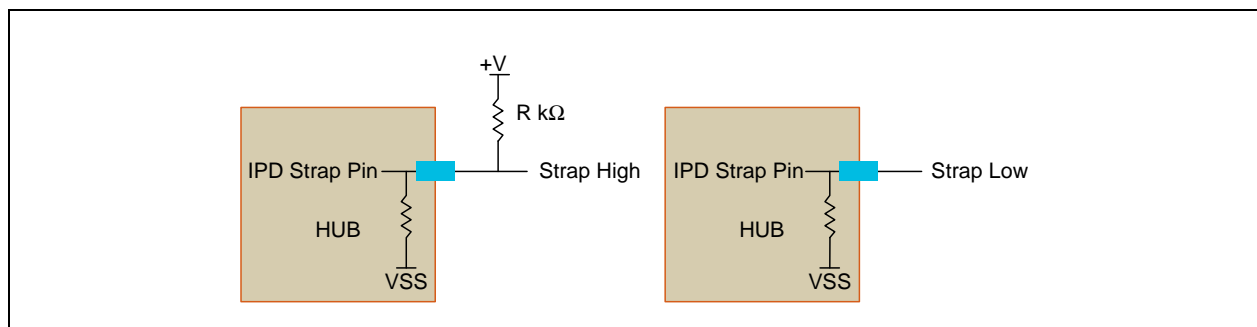 +V
R kΩ
IPD Strap Pin
Strap High
HUB
VSS
IPD Strap Pin
Strap Low
HUB
VSS